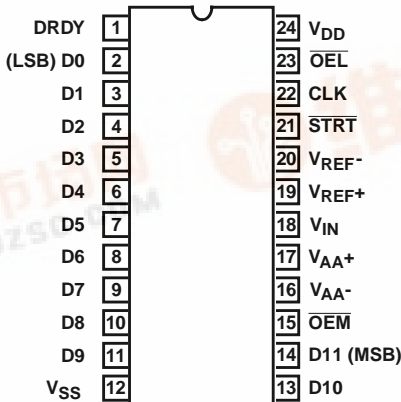 DRDY 1 24 VDD
(LSB) D0 2 23 OEL
D1 3 22 CLK
D2 4 21 STRT
D3 5 20 VREF-
D4 6 19 VREF+
D5 7 18 VIN
D6 8 17 VAA+
D7 9 16 VAA-
D8 10 15 OEM
D9 11 14 D11 (MSB)
VSS 12 13 D10